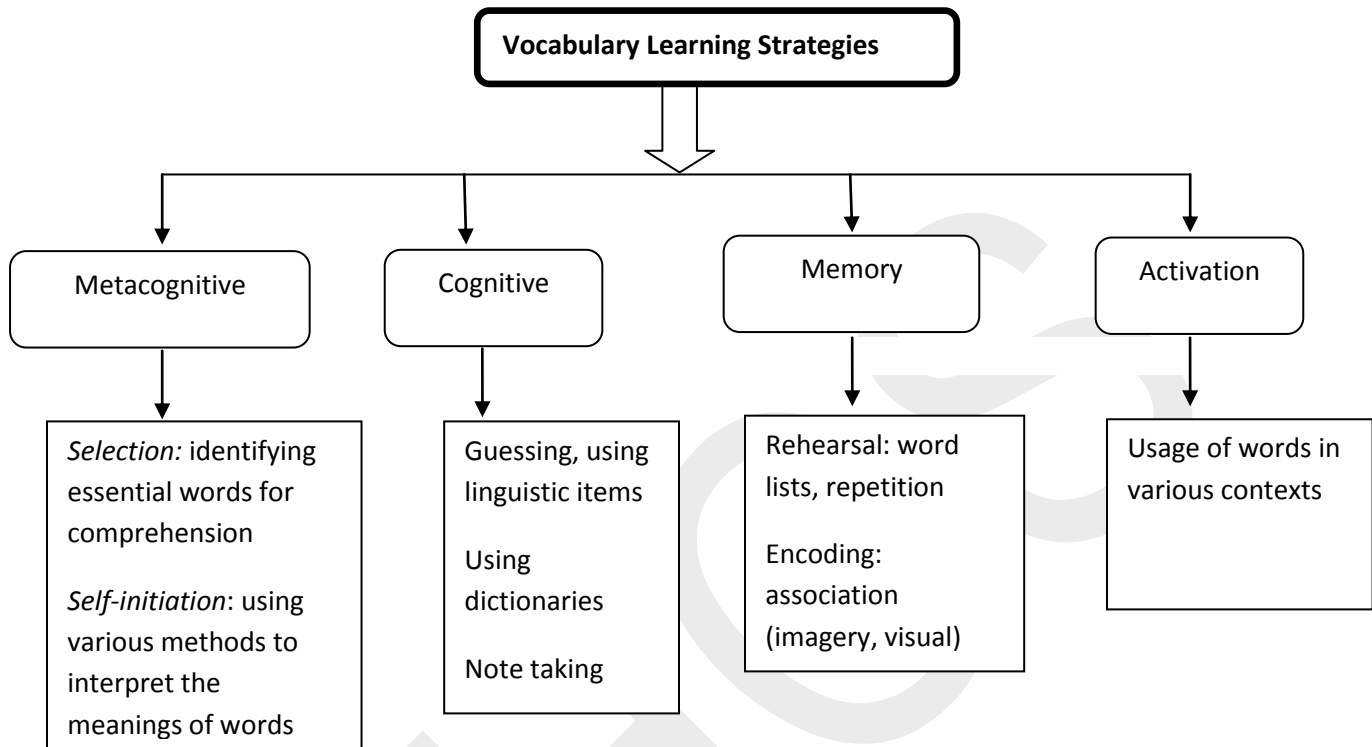 Vocabulary Learning Strategies
Metacognitive
Cognitive
Memory
Activation
Selection: identifying
essential words for
comprehension
Self-initiation: using
various methods to
interpret the
meanings of words
Guessing, using
linguistic items
Using
dictionaries
Note taking
Rehearsal: word
lists, repetition
Encoding:
association
(imagery, visual)
Usage of words in
various contexts